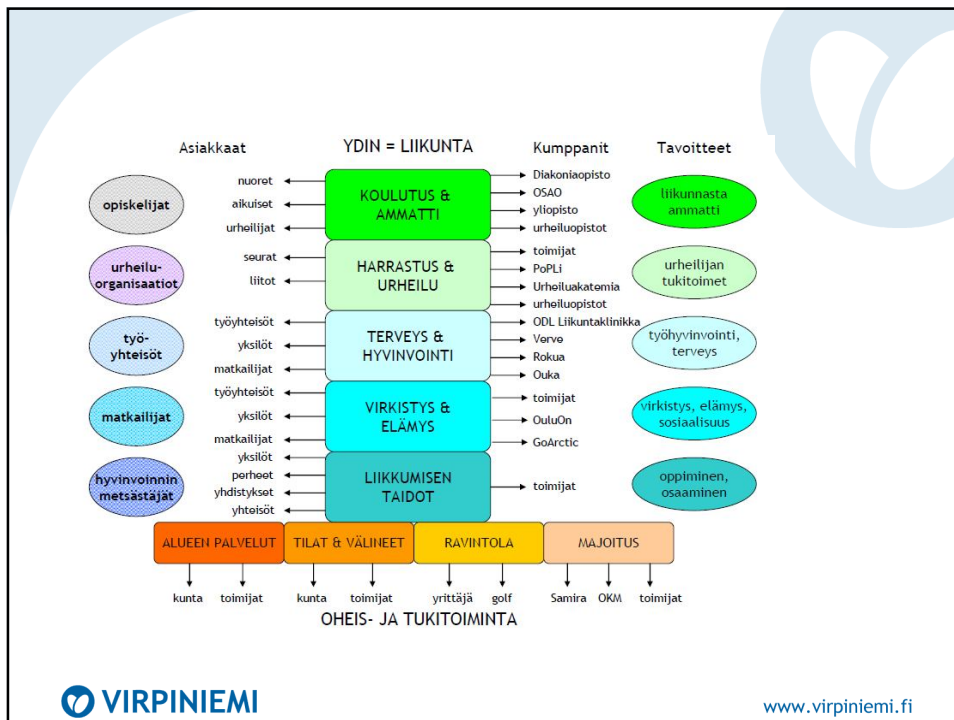 Asiakkaat
YDIN = LIIKUNTA
Kumppanit
Tavoitteet
opiskelijat
nuoret
aikuiset
urheilijat
KOULUTUS &
AMMATTI
Diakoniaopisto
OSAO
yliopisto
urheiluopistot
liikunnasta
ammatti
urheilu-
organisaatiot
seurat
liitot
HARRASTUS &
URHEILU
toimijat
PoPLi
Urheiluakatemia
urheiluopistot
urheilijan
tukitoimet
työ-
yhteisöt
työyhteisöt
yksilöt
matkailijat
TERVEYS &
HYVINVOINTI
ODL Liikuntaklinikka
Verve
Rokua
Ouka
työhyvinvointi,
terveys
matkailijat
työyhteisöt
yksilöt
matkailijat
VIRKISTYS &
ELÄMYS
toimijat
OuluOn
GoArctic
virkistys, elämys,
sosiaalisuus
hyvinvoinnin
metsästäjät
yksilöt
perheet
yhdistykset
yhteisöt
LIIKKUMISEN
TAIDOT
toimijat
oppiminen,
osaaminen
ALUEEN PALVELUT
TILAT & VÄLINEET
RAVINTOLA
MAJOITUS
kunta
toimijat
kunta
toimijat
yrittäjä
golf
Samira
OKM
toimijat
OHEIS- JA TUKITOIMINTA
VIRPINIEMI
www.virpiniemi.fi